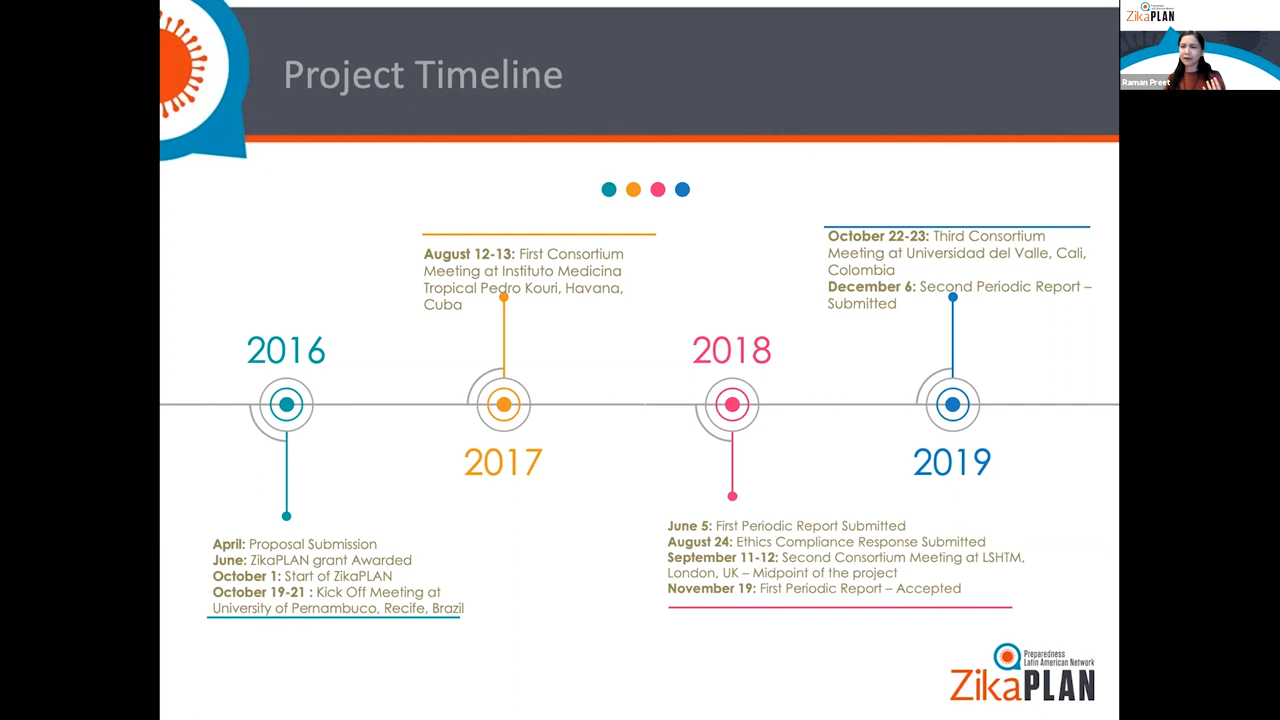 Project Timeline
ZikaPLAN
Raman Preet
August 12-13: First Consortium
Meeting at Instituto Medicina
Tropical Pedro Kouri, Havana,
Cuba
October 22-23: Third Consortium
Meeting at Universidad del Valle, Cali,
Colombia
December 6: Second Periodic Report –
Submitted
2016
2018
2017
2019
April: Proposal Submission
June: ZikaPLAN grant Awarded
October 1: Start of ZikaPLAN
October 19-21 : Kick Off Meeting at
University of Pernambuco, Recife, Brazil
June 5: First Periodic Report Submitted
August 24: Ethics Compliance Response Submitted
September 11-12: Second Consortium Meeting at LSHTM,
London, UK – Midpoint of the project
November 19: First Periodic Report – Accepted
Preparedness
Latin American Network
ZikaPLAN